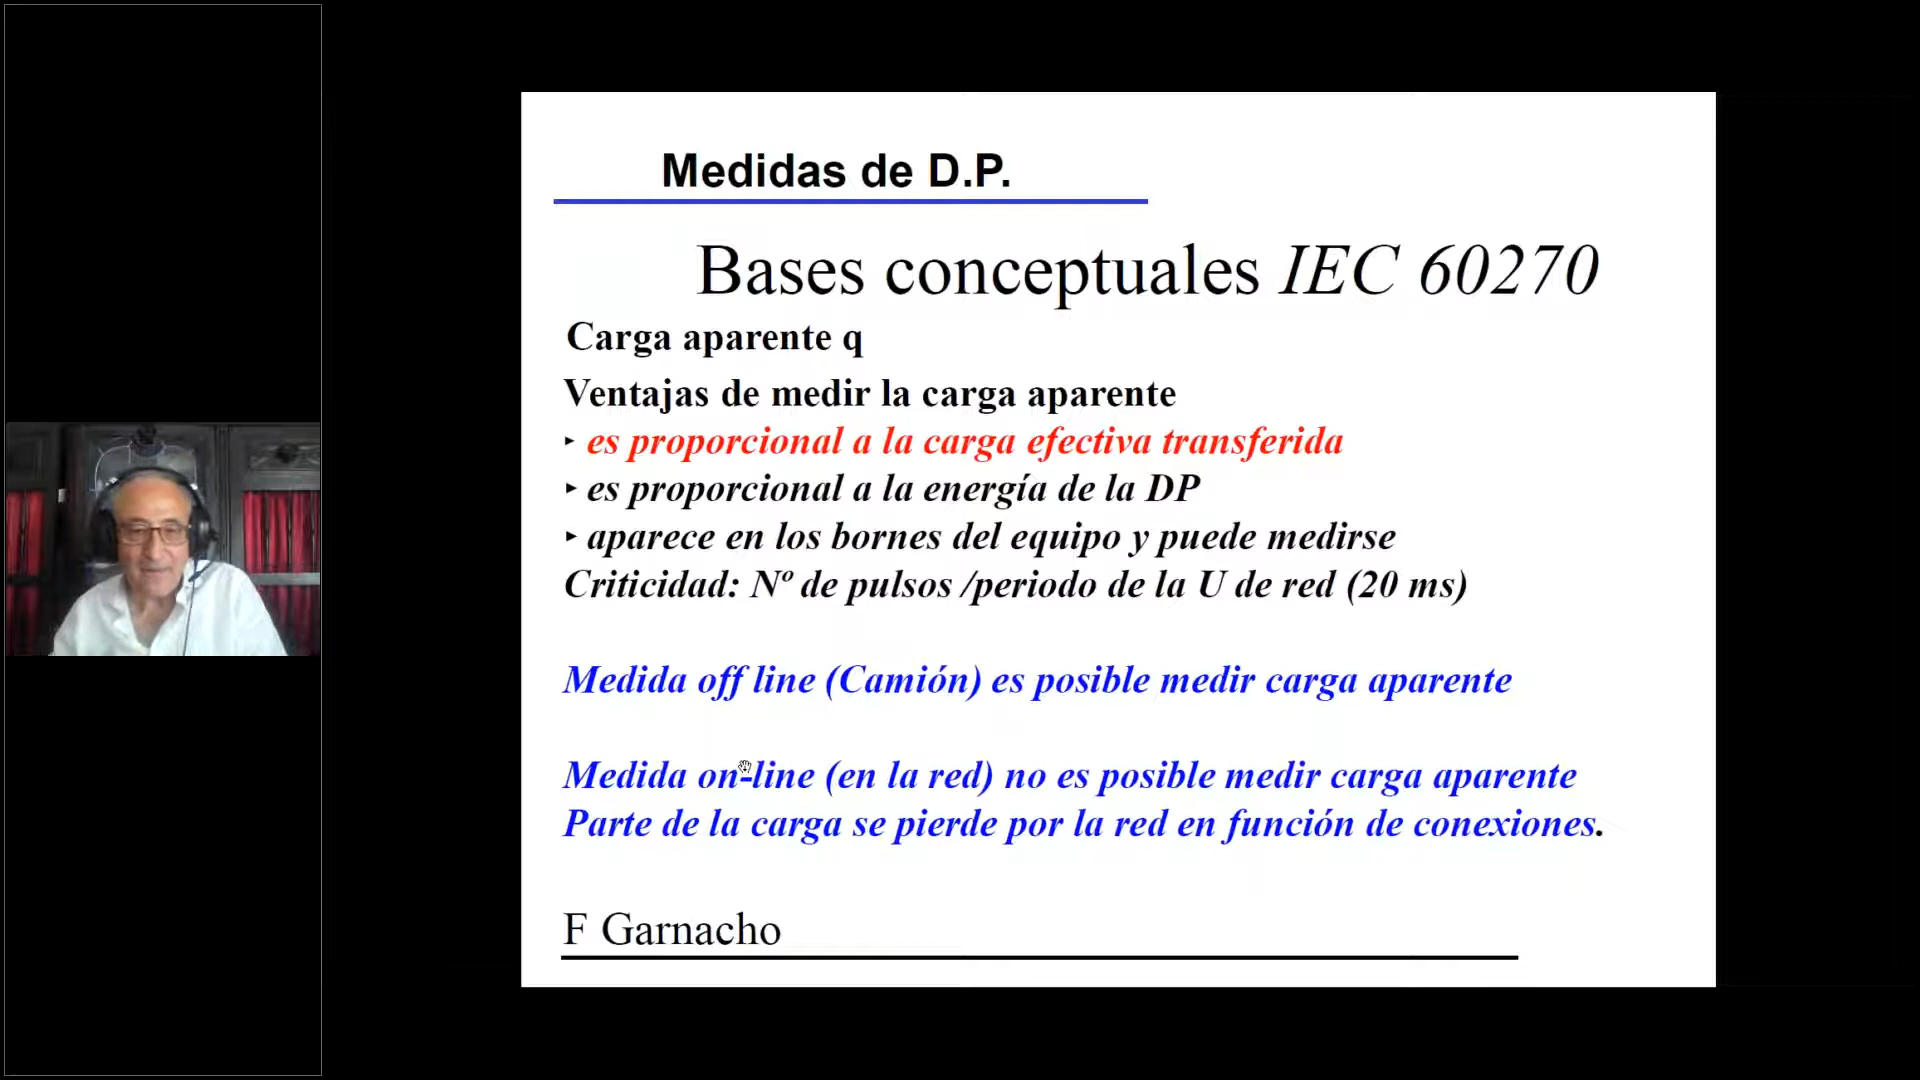 Medidas de D.P.
Bases conceptuales IEC 60270
Carga aparente q
Ventajas de medir la carga aparente
‣ es proporcional a la carga efectiva transferida
‣ es proporcional a la energía de la DP
‣ aparece en los bornes del equipo y puede medirse
Criticidad: Nº de pulsos /periodo de la U de red (20 ms)
Medida off line (Camión) es posible medir carga aparente
Medida on-line (en la red) no es posible medir carga aparente
Parte de la carga se pierde por la red en función de conexiones.
F Garnacho